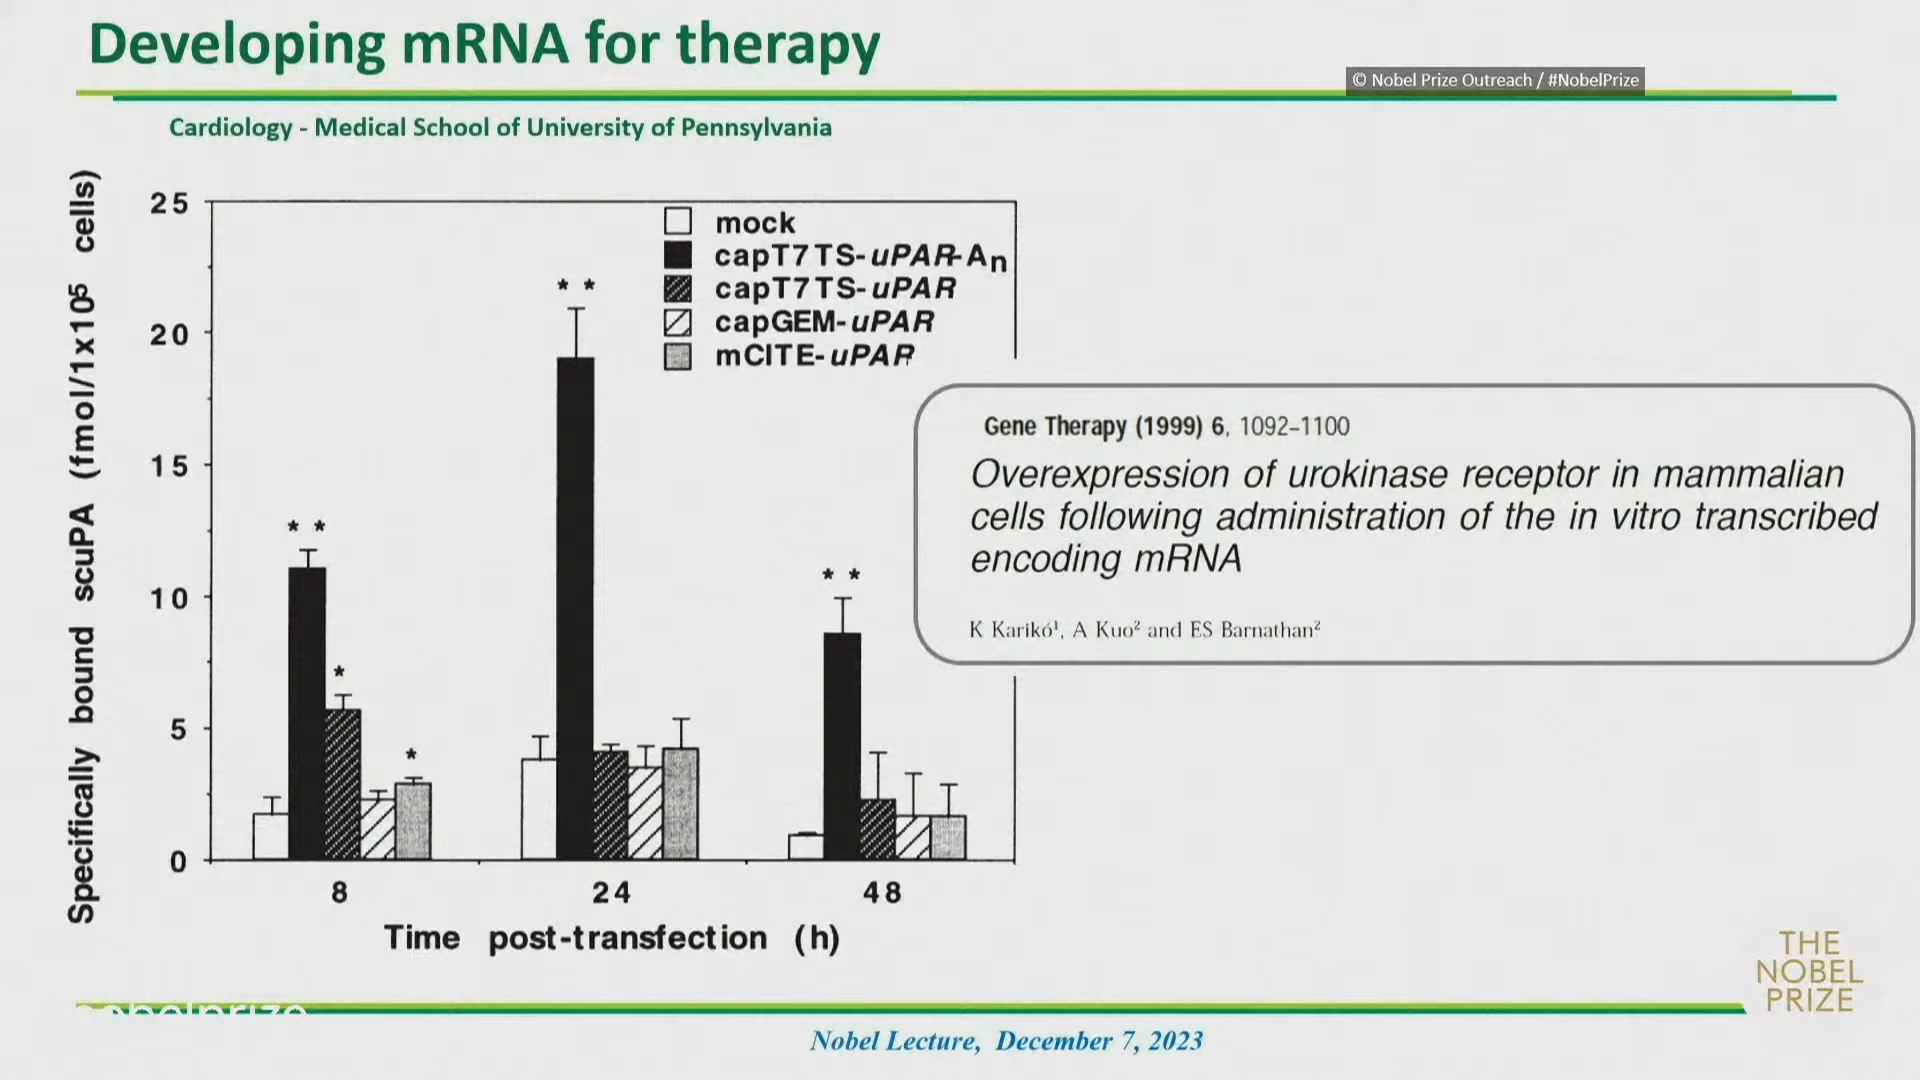 Developing mRNA for therapy
© Nobel Prize Outreach / #NobelPrize
Cardiology - Medical School of University of Pennsylvania
Specifically bound scuPA (fmol/1x10⁵ cells)
25
20
15
10
5
0
mock
capT7TS-uPAR-An
capT7TS-uPAR
capGEM-uPAR
mCITE-uPAR
* *
* *
* *
*
*
8
24
48
Time post-transfection (h)
Gene Therapy (1999) 6, 1092–1100
Overexpression of urokinase receptor in mammalian
cells following administration of the in vitro transcribed
encoding mRNA
K Karikó¹, A Kuo² and ES Barnathan²
THE
NOBEL
PRIZE
nobelprize
Nobel Lecture, December 7, 2023